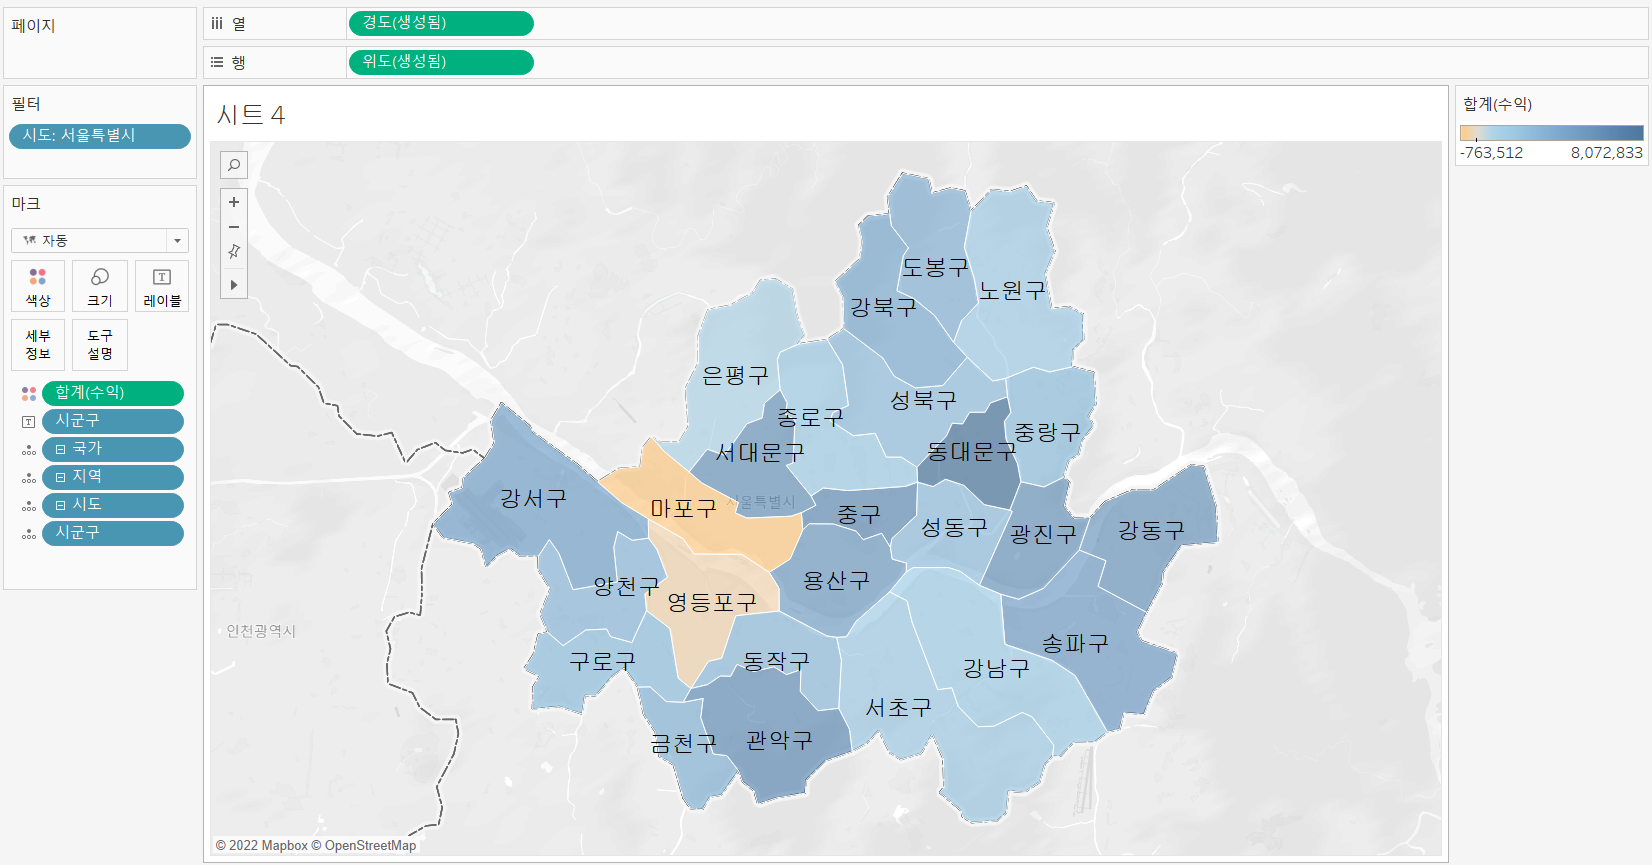 페이지
iii 열
경도(생성됨)
행
위도(생성됨)
필터
시도: 서울특별시
마크
자동
색상
크기
레이블
세부
정보
도구
설명
합계(수익)
시군구
국가
지역
시도
시군구
시트 4
도봉구
노원구
강북구
은평구
성북구
종로구
중랑구
서대문구
동대문구
강서구
마포구
서울특별시
중구
성동구
광진구
강동구
양천구
용산구
영등포구
인천광역시
구로구
동작구
송파구
강남구
서초구
금천구
관악구
© 2022 Mapbox © OpenStreetMap
합계(수익)
-763,512
8,072,833